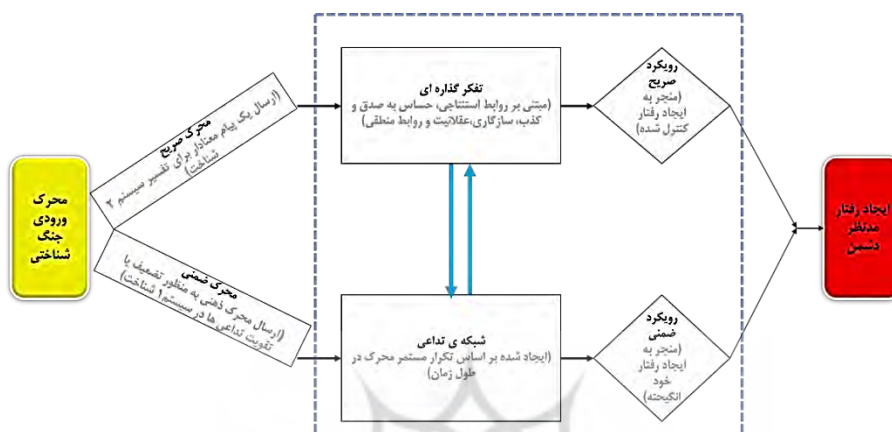 محرک
ورودی
جنگ
شناختی
محرک صریح
(ارسال یک پیام معنادار برای تفسیر سیستم ۲
شناخت)
محرک ضمنی
(ارسال محرک ذهنی به منظور تضعیف یا
تقویت تداعی ها در سیستم ۱ شناخت)
تفکر گذاره ای
(مبتنی بر روابط استنتاجی، حساس به صدق و
کذب، سازگاری،عقلانیت و روابط منطقی)
شبکه ی تداعی
(ایجاد شده بر اساس تکرار مستمر محرک در
طول زمان)
رویکرد
صریح
(منجر به
ایجاد رفتار
کنترل شده)
رویکرد
ضمنی
(منجر به
ایجاد رفتار
خود
انگیخته)
ایجاد رفتار
مدنظر
دشمن